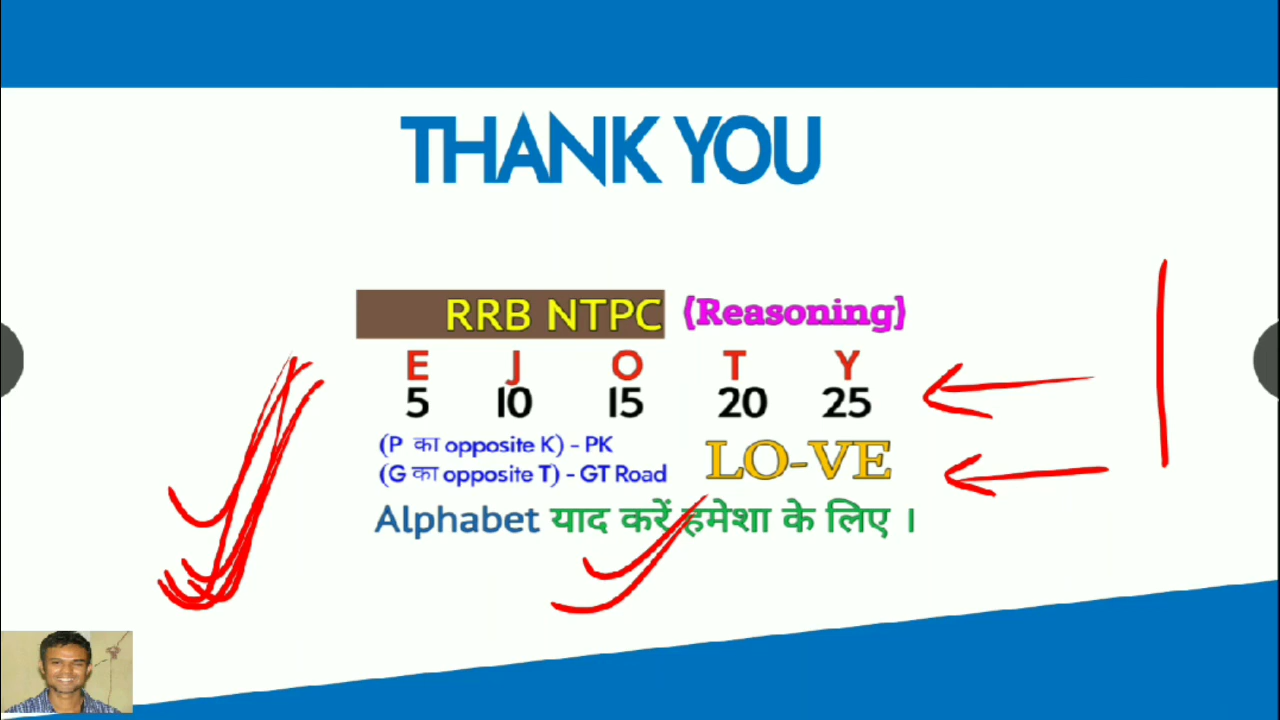 THANK YOU
RRB NTPC (Reasoning)
E J O T Y
5 10 15 20 25
(P का opposite K) - PK
(G का opposite T) - GT Road
LO-VE
Alphabet याद करें हमेशा के लिए ।